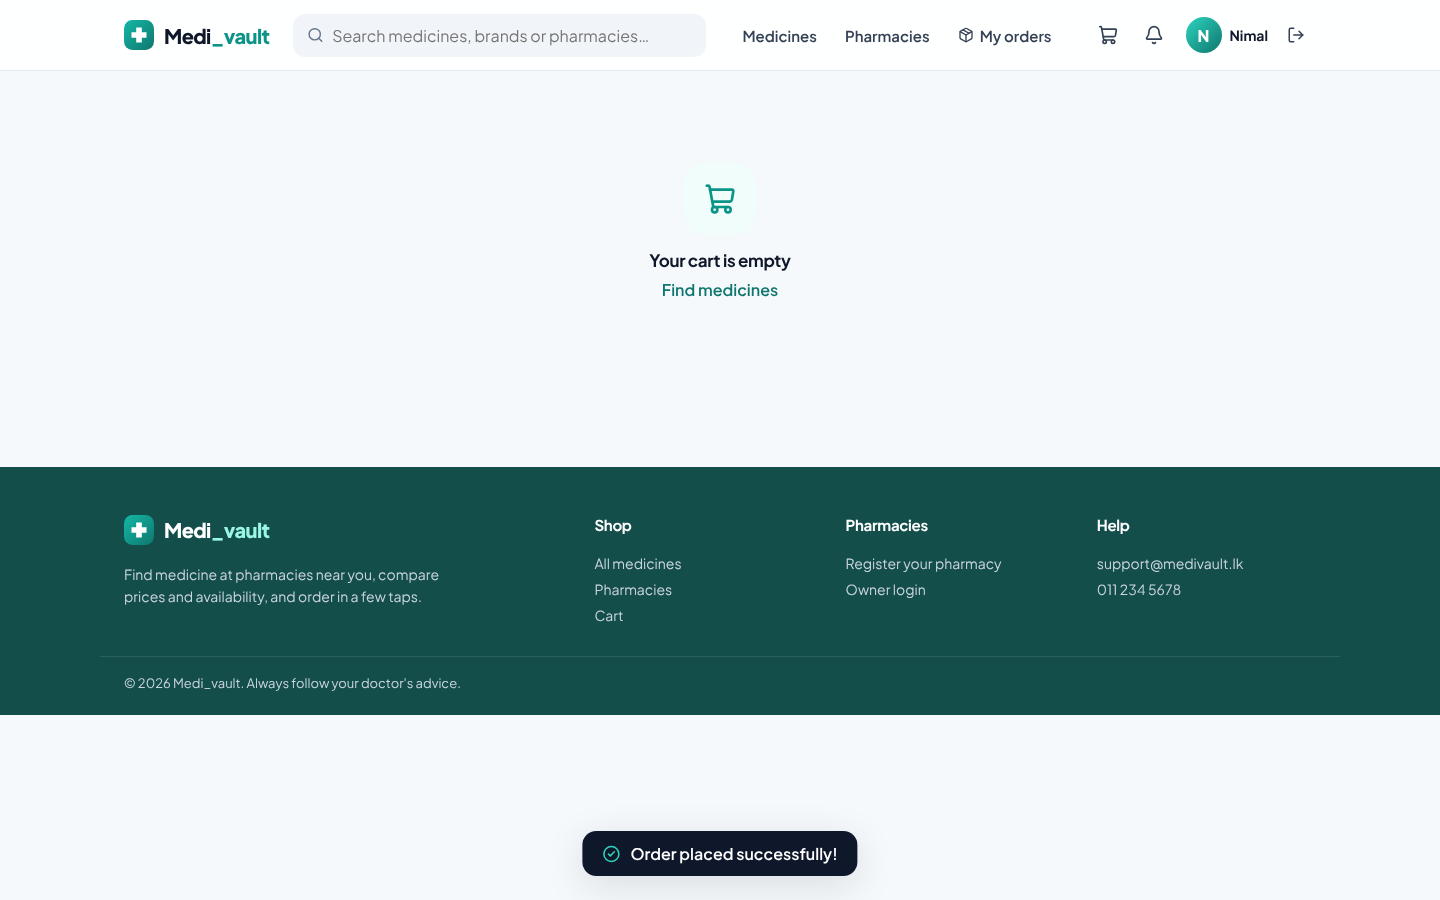 Medi_vault
Search medicines, brands or pharmacies...
Medicines
Pharmacies
My orders
N
Nimal
Your cart is empty
Find medicines
Medi_vault
Find medicine at pharmacies near you, compare
prices and availability, and order in a few taps.
Shop
All medicines
Pharmacies
Cart
Pharmacies
Register your pharmacy
Owner login
Help
support@medivault.lk
011 234 5678
© 2026 Medi_vault. Always follow your doctor's advice.
Order placed successfully!